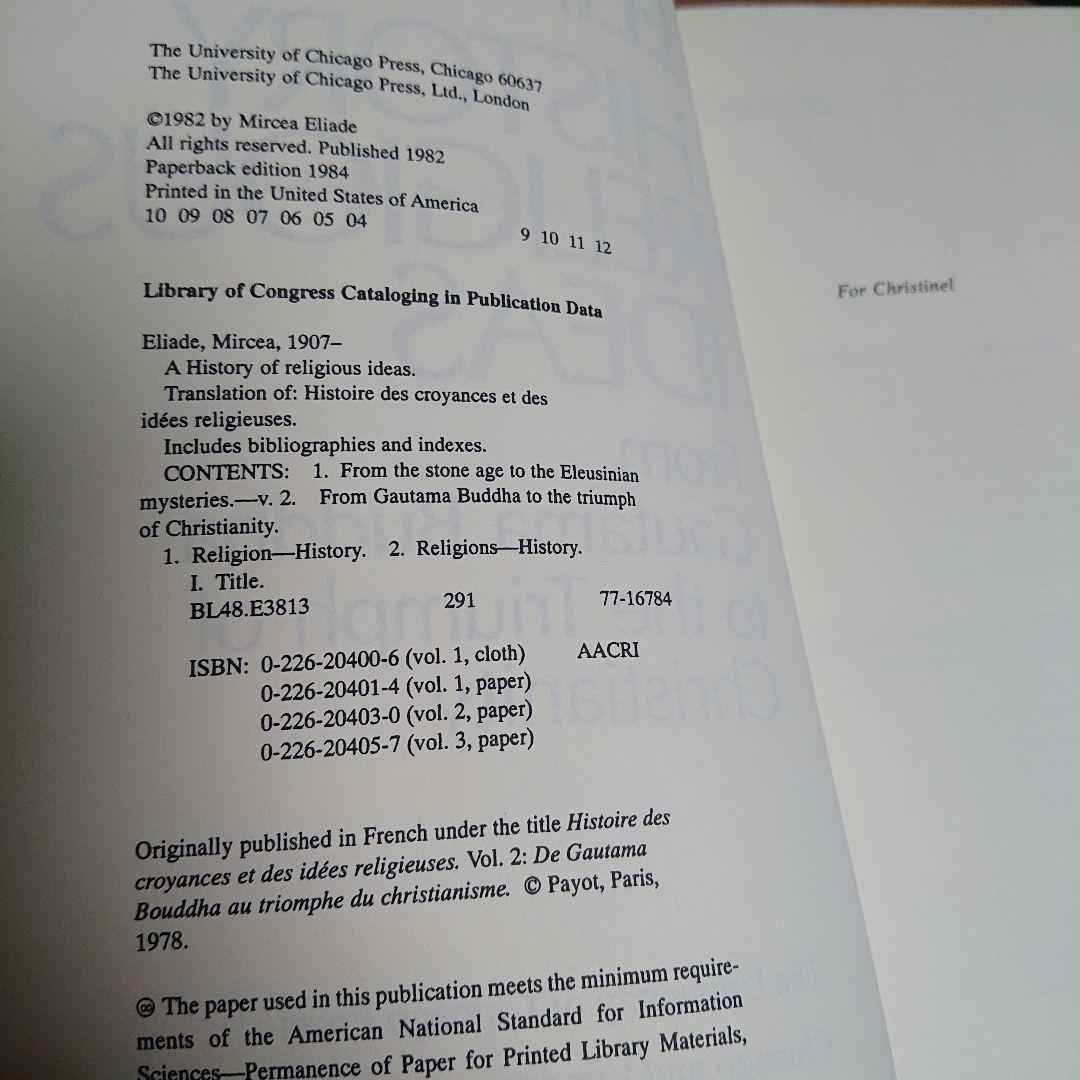 The University of Chicago Press, Chicago 60637
The University of Chicago Press, Ltd., London
©1982 by Mircea Eliade
All rights reserved. Published 1982
Paperback edition 1984
Printed in the United States of America
10 09 08 07 06 05 04 9 10 11 12
Library of Congress Cataloging in Publication Data
Eliade, Mircea, 1907–
A History of religious ideas.
Translation of: Histoire des croyances et des
idées religieuses.
Includes bibliographies and indexes.
CONTENTS: 1. From the stone age to the Eleusinian
mysteries.—v. 2. From Gautama Buddha to the triumph
of Christianity.
1. Religion—History. 2. Religions—History.
I. Title.
BL48.E3813 291 77-16784
ISBN: 0-226-20400-6 (vol. 1, cloth) AACRI
0-226-20401-4 (vol. 1, paper)
0-226-20403-0 (vol. 2, paper)
0-226-20405-7 (vol. 3, paper)
Originally published in French under the title Histoire des
croyances et des idées religieuses. Vol. 2: De Gautama
Bouddha au triomphe du christianisme. © Payot, Paris,
1978.
♾ The paper used in this publication meets the minimum require-
ments of the American National Standard for Information
Sciences—Permanence of Paper for Printed Library Materials,
For Christinel